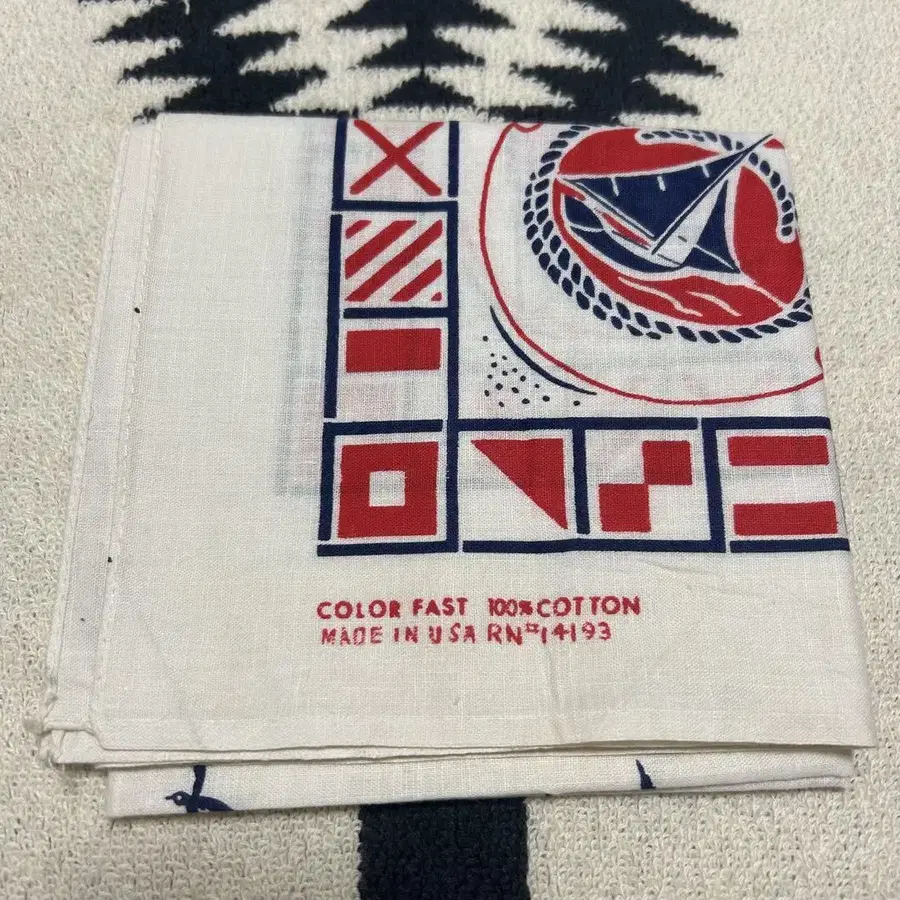 COLOR FAST 100% COTTON
MADE IN USA RN#14193